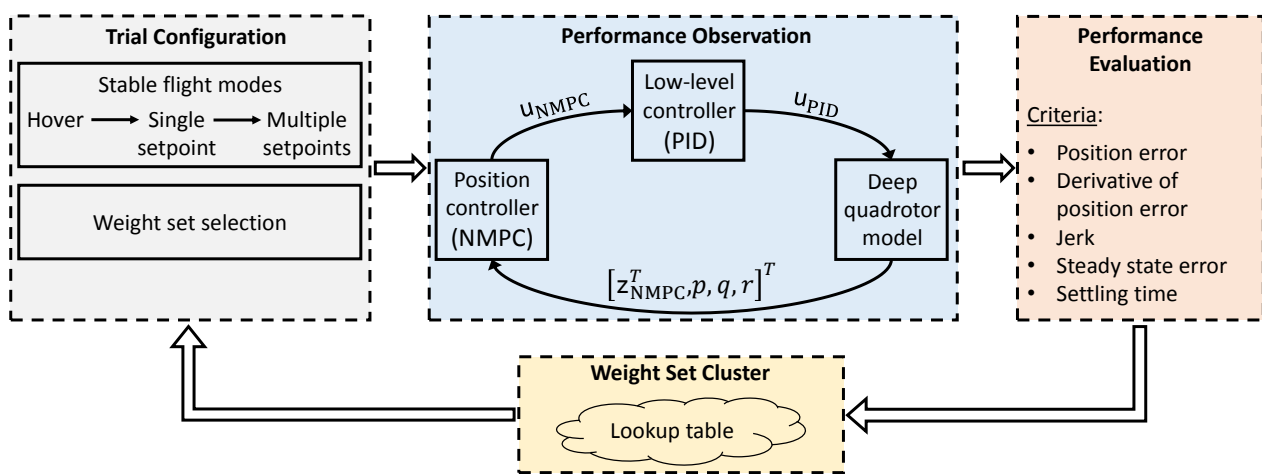 Trial Configuration
Stable flight modes
Hover
Single
setpoint
Multiple
setpoints
Weight set selection
Performance Observation
u_NMPC
Low-level
controller
(PID)
u_PID
Position
controller
(NMPC)
Deep
quadrotor
model
[z^T_NMPC, p, q, r]^T
Performance
Evaluation
Criteria:
• Position error
• Derivative of
position error
• Jerk
• Steady state error
• Settling time
Weight Set Cluster
Lookup table